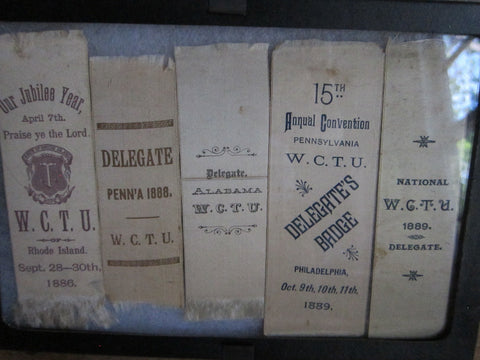 Our Jubilee Year,
April 7th.
Praise ye the Lord.
W.C.T.U.
OF
Rhode Island.
Sept. 28–30th,
1886.
DELEGATE
PENN'A 1888.
W.C.T.U.
Delegate.
ALABAMA
W.C.T.U.
15TH
Annual Convention
PENNSYLVANIA
W.C.T.U.
DELEGATE'S
BADGE
PHILADELPHIA,
Oct. 9th, 10th, 11th,
1889.
NATIONAL
W.C.T.U.
1889.
DELEGATE.